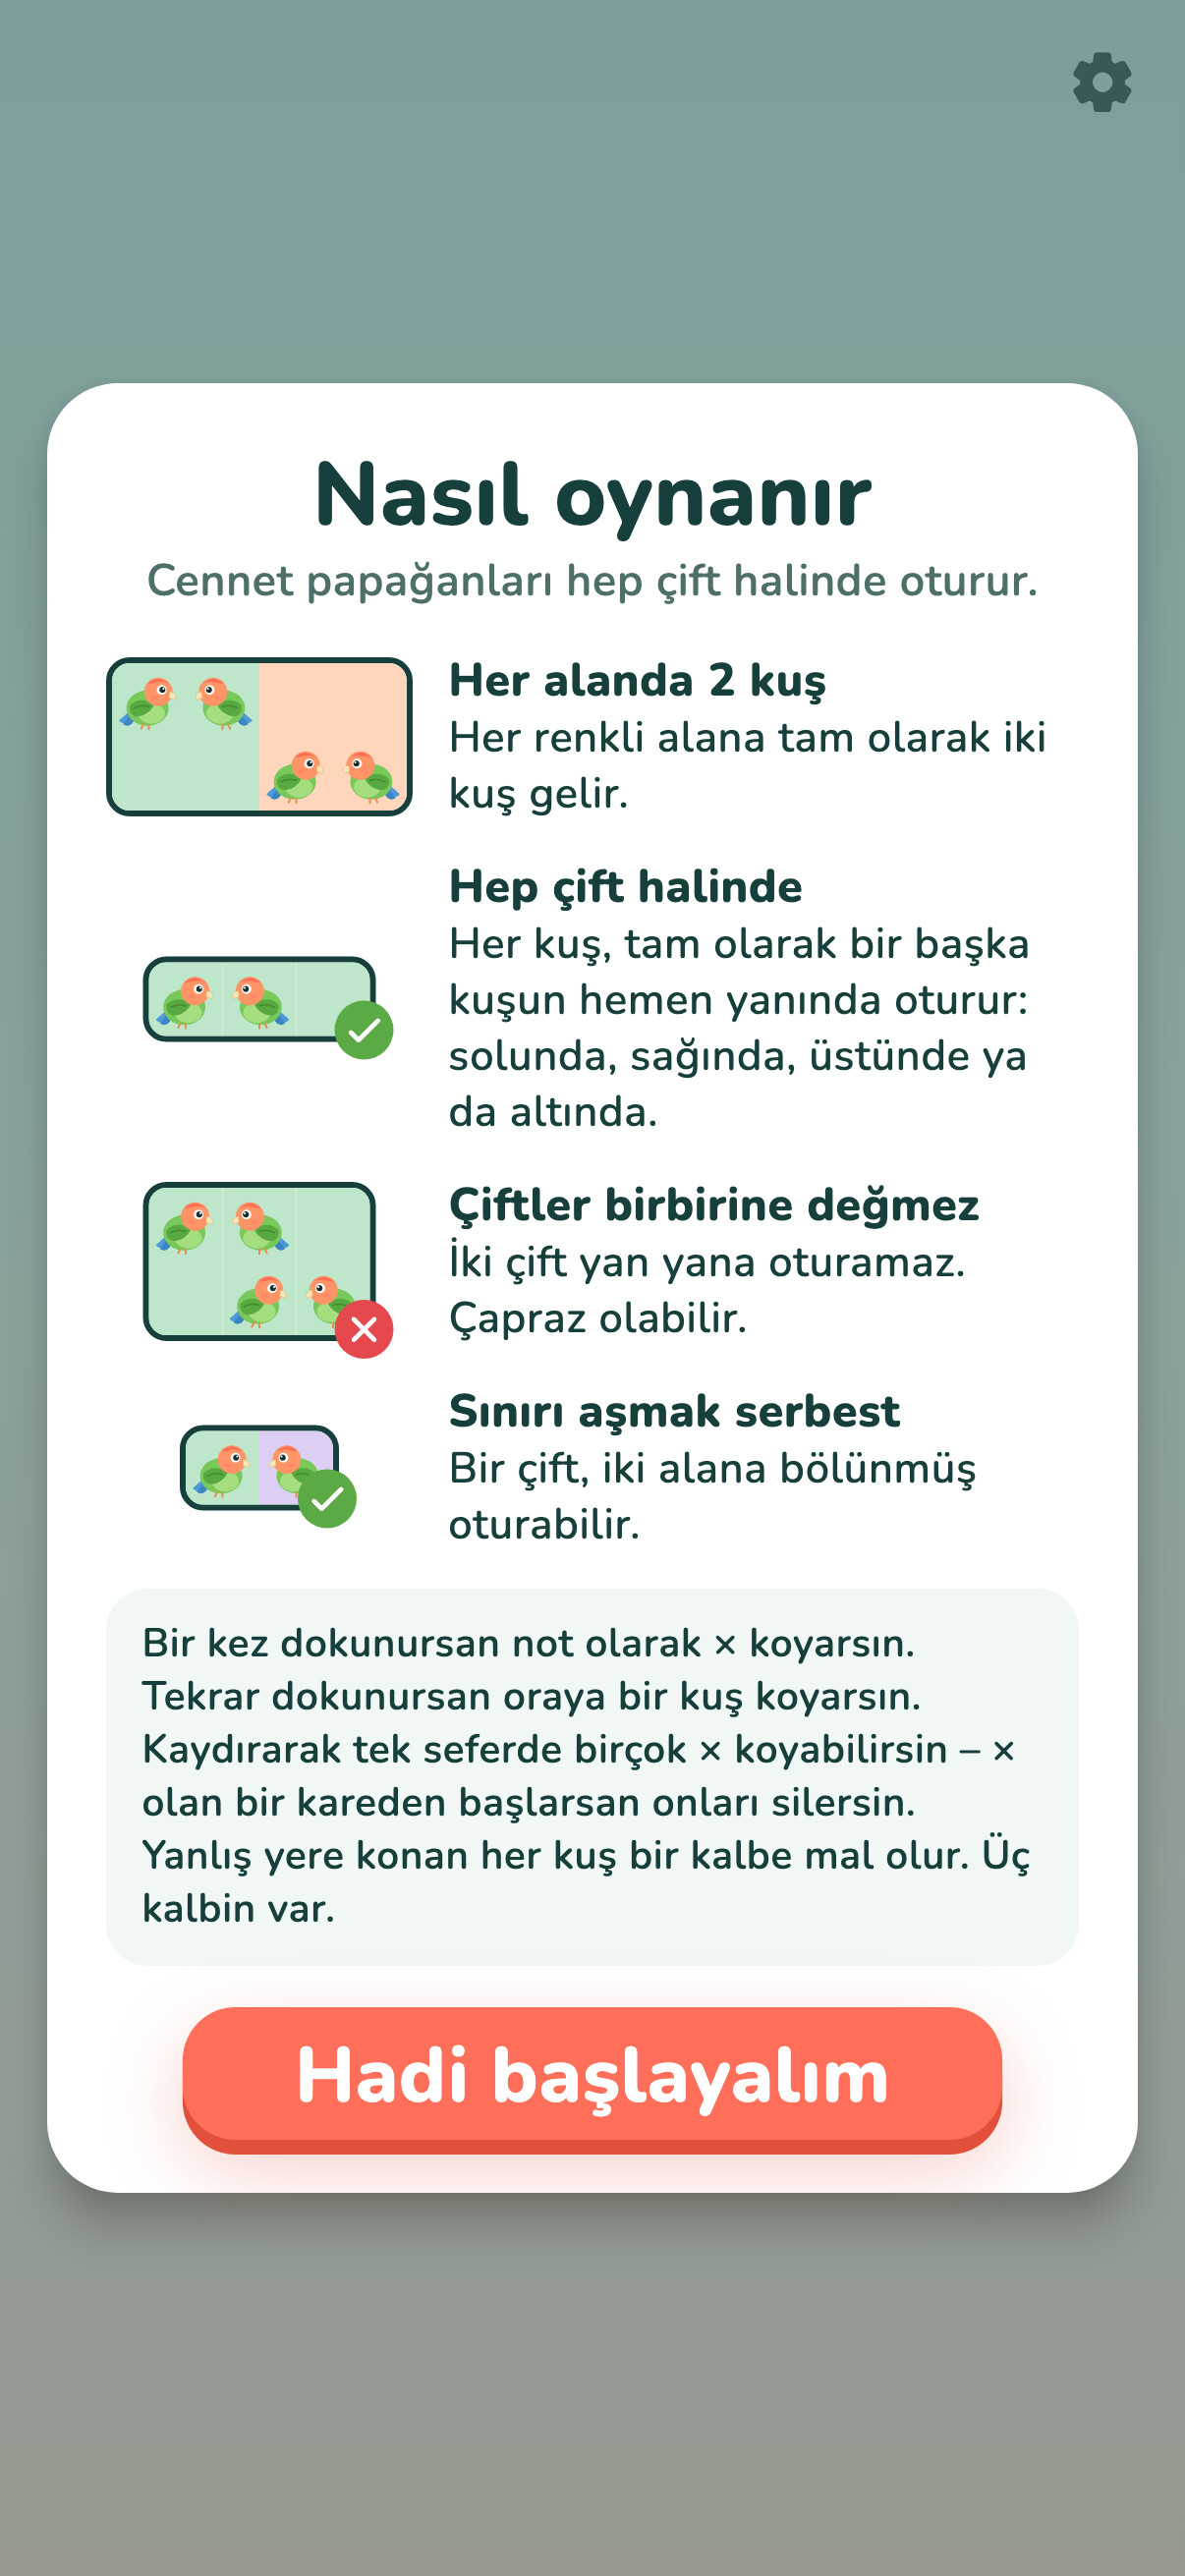 Nasıl oynanır
Cennet papağanları hep çift halinde oturur.
Her alanda 2 kuş
Her renkli alana tam olarak iki
kuş gelir.
Hep çift halinde
Her kuş, tam olarak bir başka
kuşun hemen yanında oturur:
solunda, sağında, üstünde ya
da altında.
Çiftler birbirine değmez
İki çift yan yana oturamaz.
Çapraz olabilir.
Sınırı aşmak serbest
Bir çift, iki alana bölünmüş
oturabilir.
Bir kez dokunursan not olarak × koyarsın.
Tekrar dokunursan oraya bir kuş koyarsın.
Kaydırarak tek seferde birçok × koyabilirsin – ×
olan bir kareden başlarsan onları silersin.
Yanlış yere konan her kuş bir kalbe mal olur. Üç
kalbin var.
Hadi başlayalım